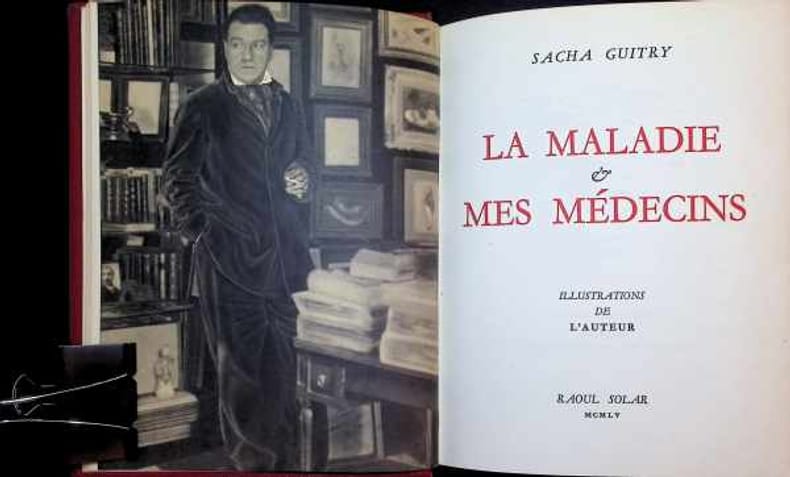 SACHA GUITRY
LA MALADIE
&
MES MÉDECINS
ILLUSTRATIONS
DE
L'AUTEUR
RAOUL SOLAR
MCMLV